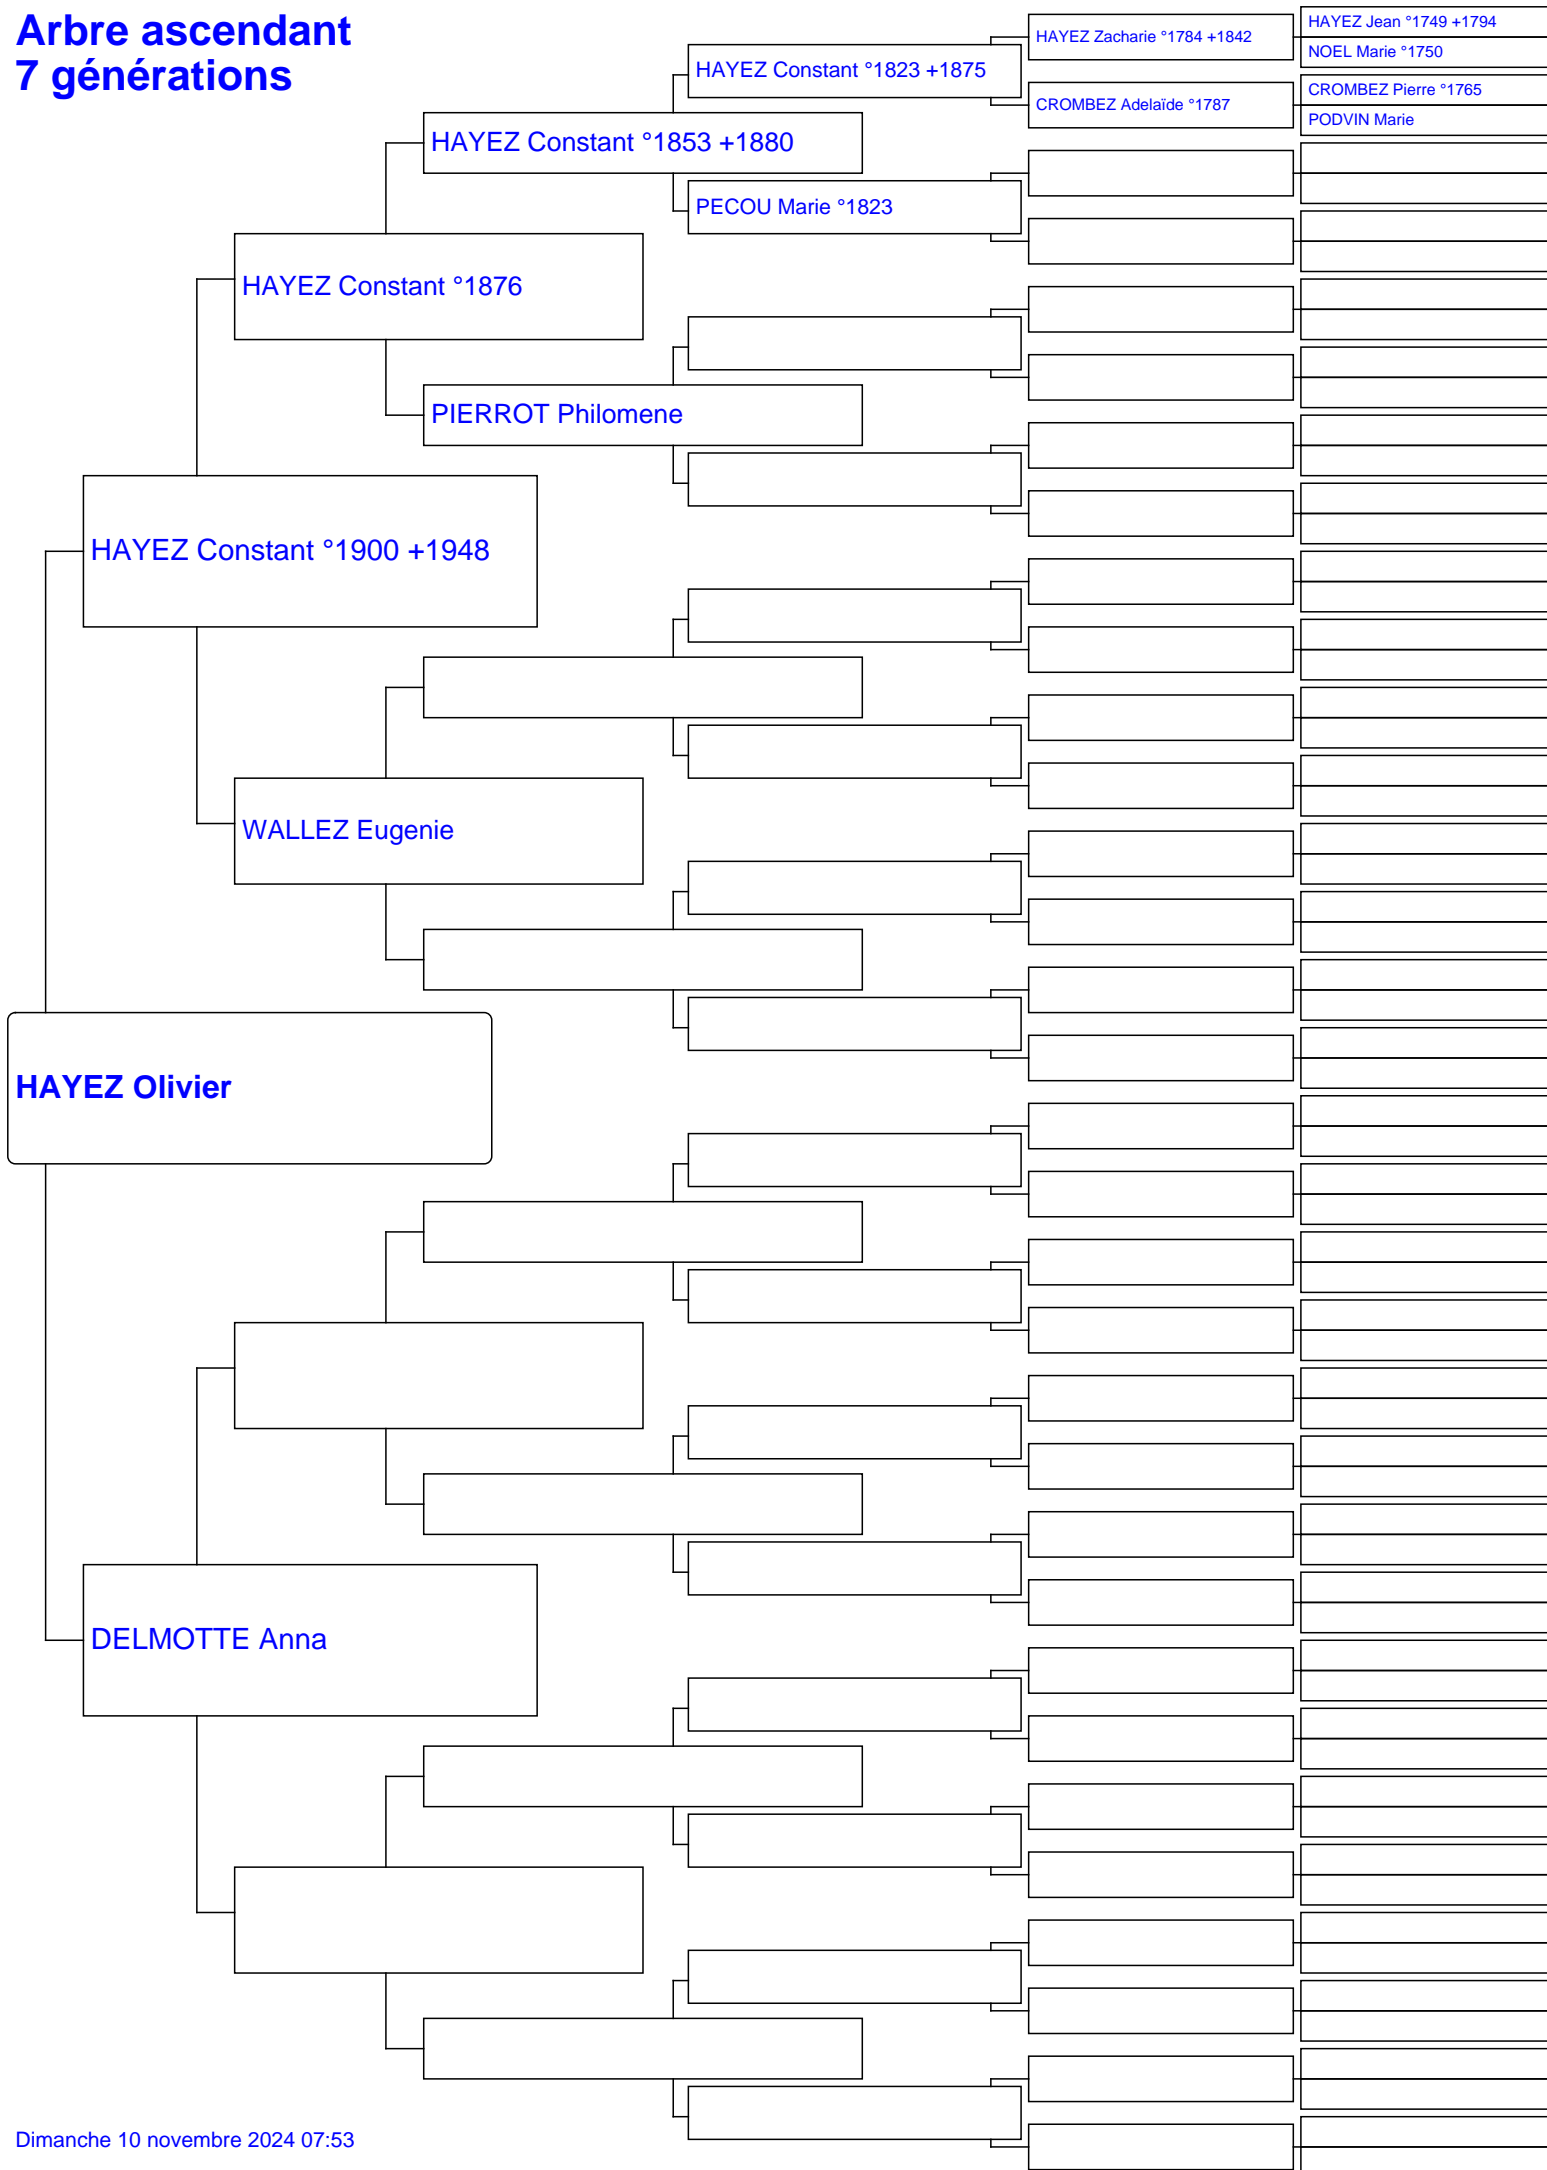 Arbre ascendant
7 générations
HAYEZ Jean °1749 +1794
HAYEZ Zacharie °1784 +1842
NOEL Marie °1750
HAYEZ Constant °1823 +1875
CROMBEZ Pierre °1765
CROMBEZ Adelaïde °1787
PODVIN Marie
HAYEZ Constant °1853 +1880
PECOU Marie °1823
HAYEZ Constant °1876
PIERROT Philomene
HAYEZ Constant °1900 +1948
WALLEZ Eugenie
HAYEZ Olivier
DELMOTTE Anna
Dimanche 10 novembre 2024 07:53